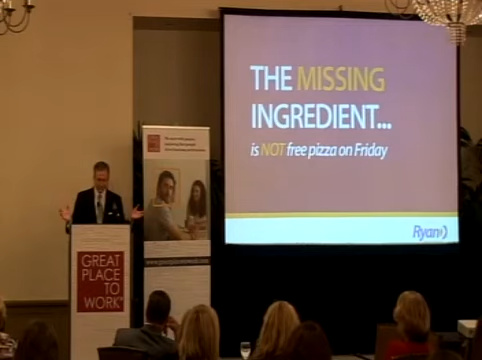 THE MISSING
INGREDIENT...
is NOT free pizza on Friday
Ryan
GREAT
PLACE
TO
WORK®